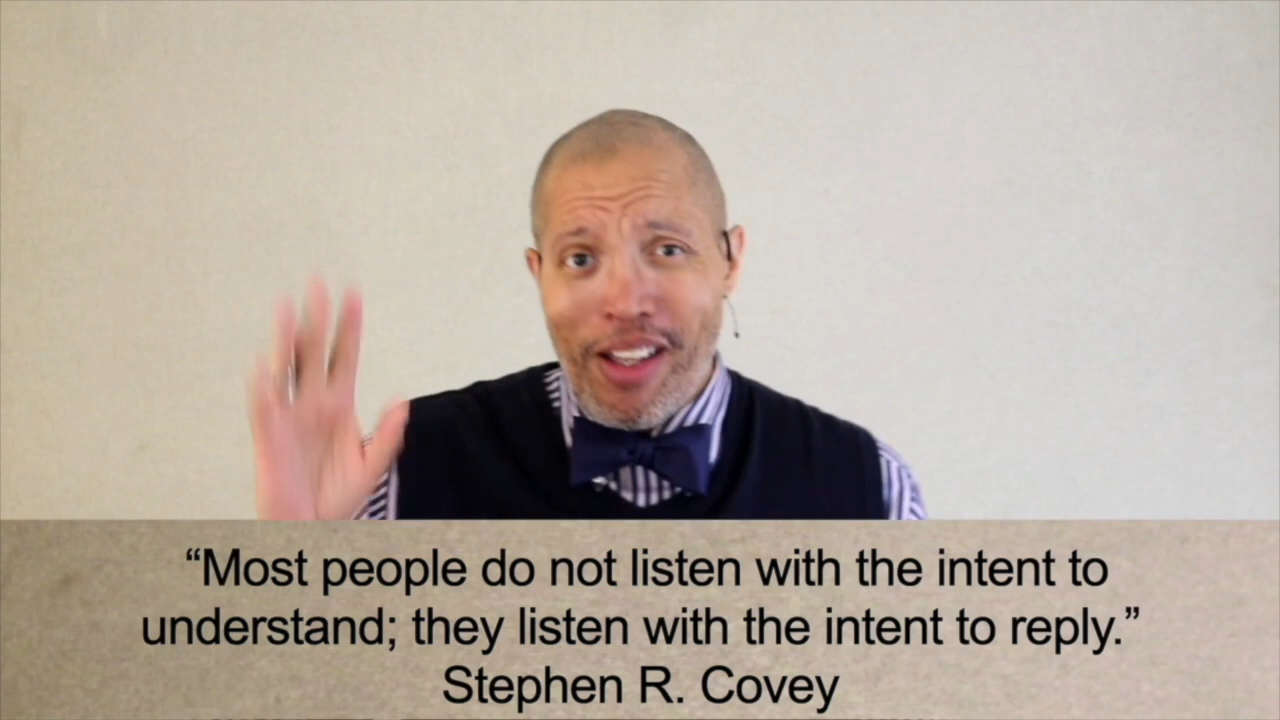 “Most people do not listen with the intent to
understand; they listen with the intent to reply.”
Stephen R. Covey